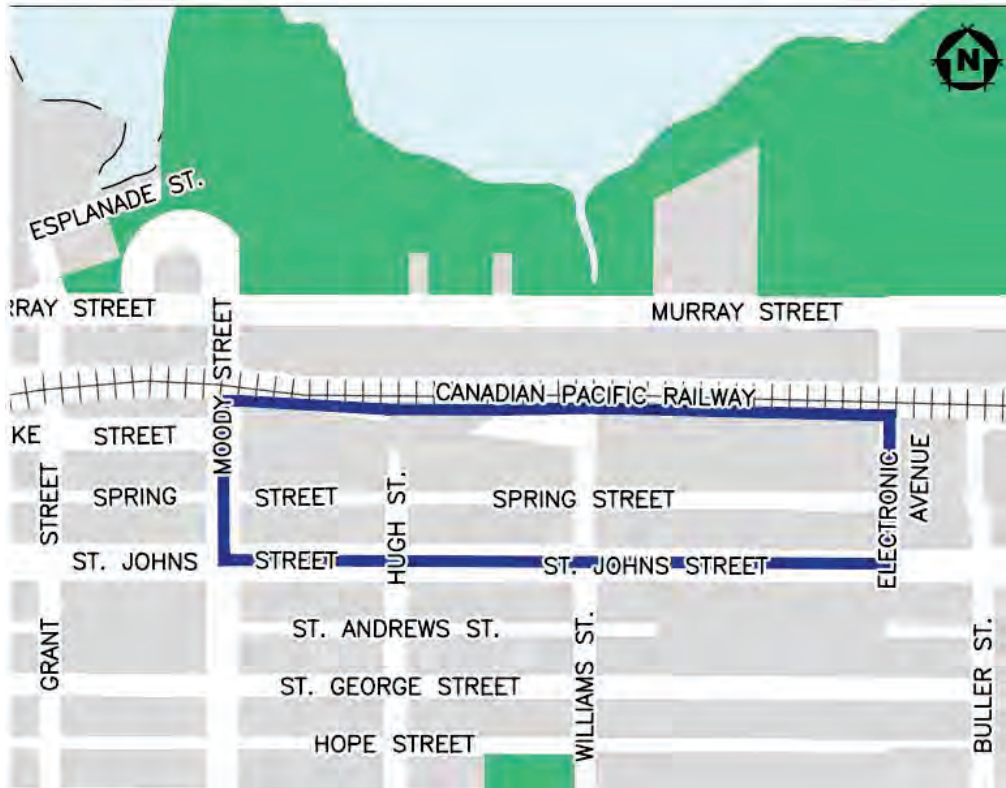 N
ESPLANADE ST.
RRAY STREET
MURRAY STREET
MOODY STREET
CANADIAN PACIFIC RAILWAY
KE STREET
STREET
SPRING STREET
SPRING STREET
HUGH ST.
ELECTRONIC
AVENUE
ST. JOHNS STREET
ST. JOHNS STREET
GRANT
ST. ANDREWS ST.
WILLIAMS ST.
BULLER ST.
ST. GEORGE STREET
HOPE STREET